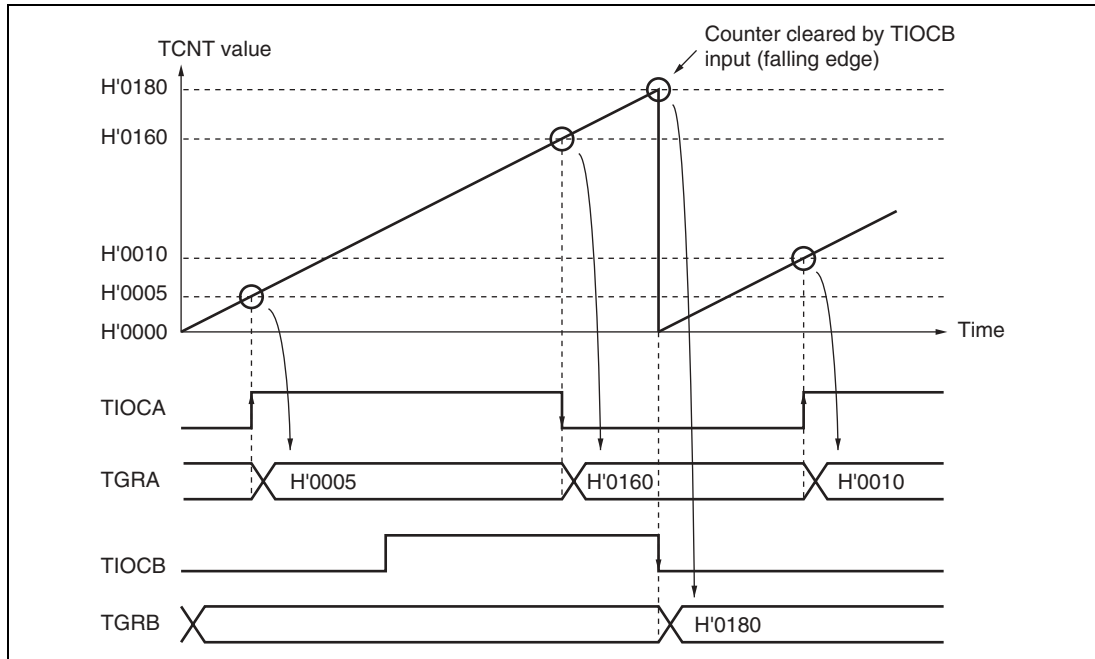 Counter cleared by TIOCB
input (falling edge)
TCNT value
H'0180
H'0160
H'0010
H'0005
H'0000
Time
TIOCA
TGRA
H'0005
H'0160
H'0010
TIOCB
TGRB
H'0180